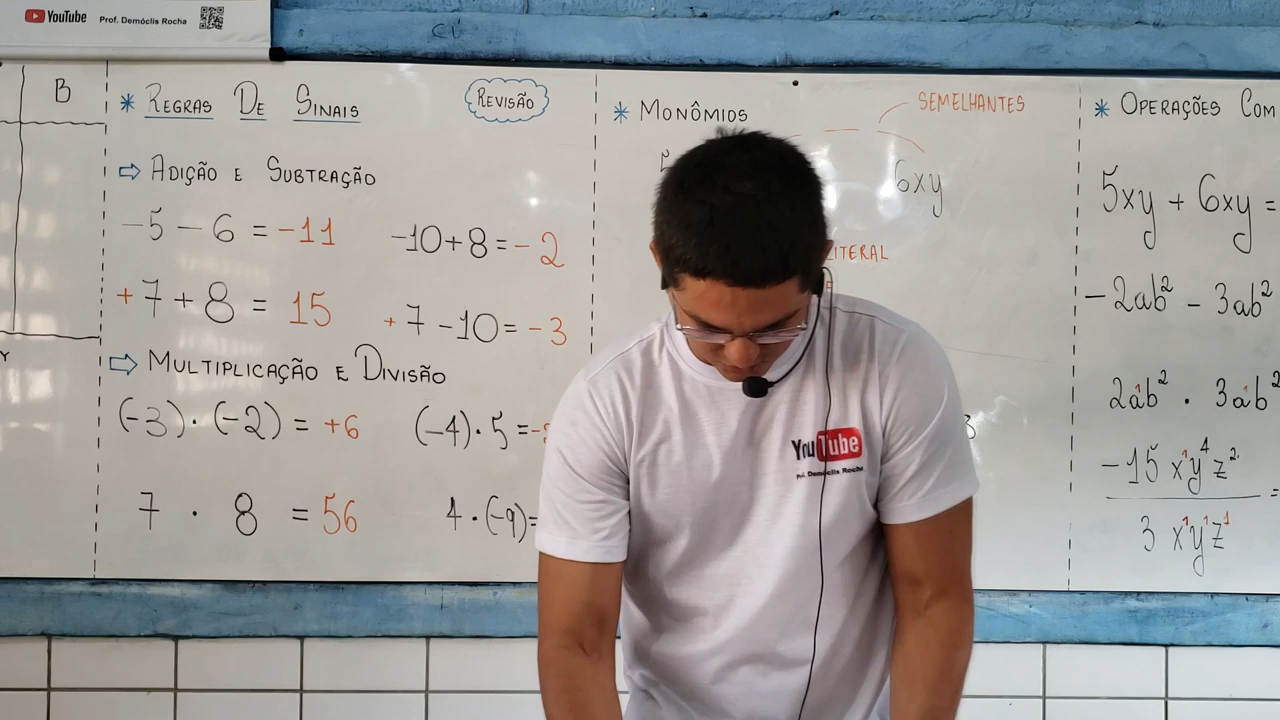 YouTube Prof. Demóclis Rocha
B
* REGRAS DE SINAIS
REVISÃO
⇨ ADIÇÃO E SUBTRAÇÃO
-5 - 6 = -11
-10+8=-2
+7+8 = 15
+7-10=-3
⇨ MULTIPLICAÇÃO E DIVISÃO
(-3)·(-2) = +6
(-4)·5 =-
7 · 8 = 56
4·(-9)=
* MONÔMIOS
SEMELHANTES
6xy
LITERAL
YouTube
Prof. Demóclis Rocha
* OPERAÇÕES COM
5xy + 6xy =
-2ab² - 3ab²
2a¹b² · 3a¹b²
-15 x¹y⁴z²
3 x¹y¹z¹
=